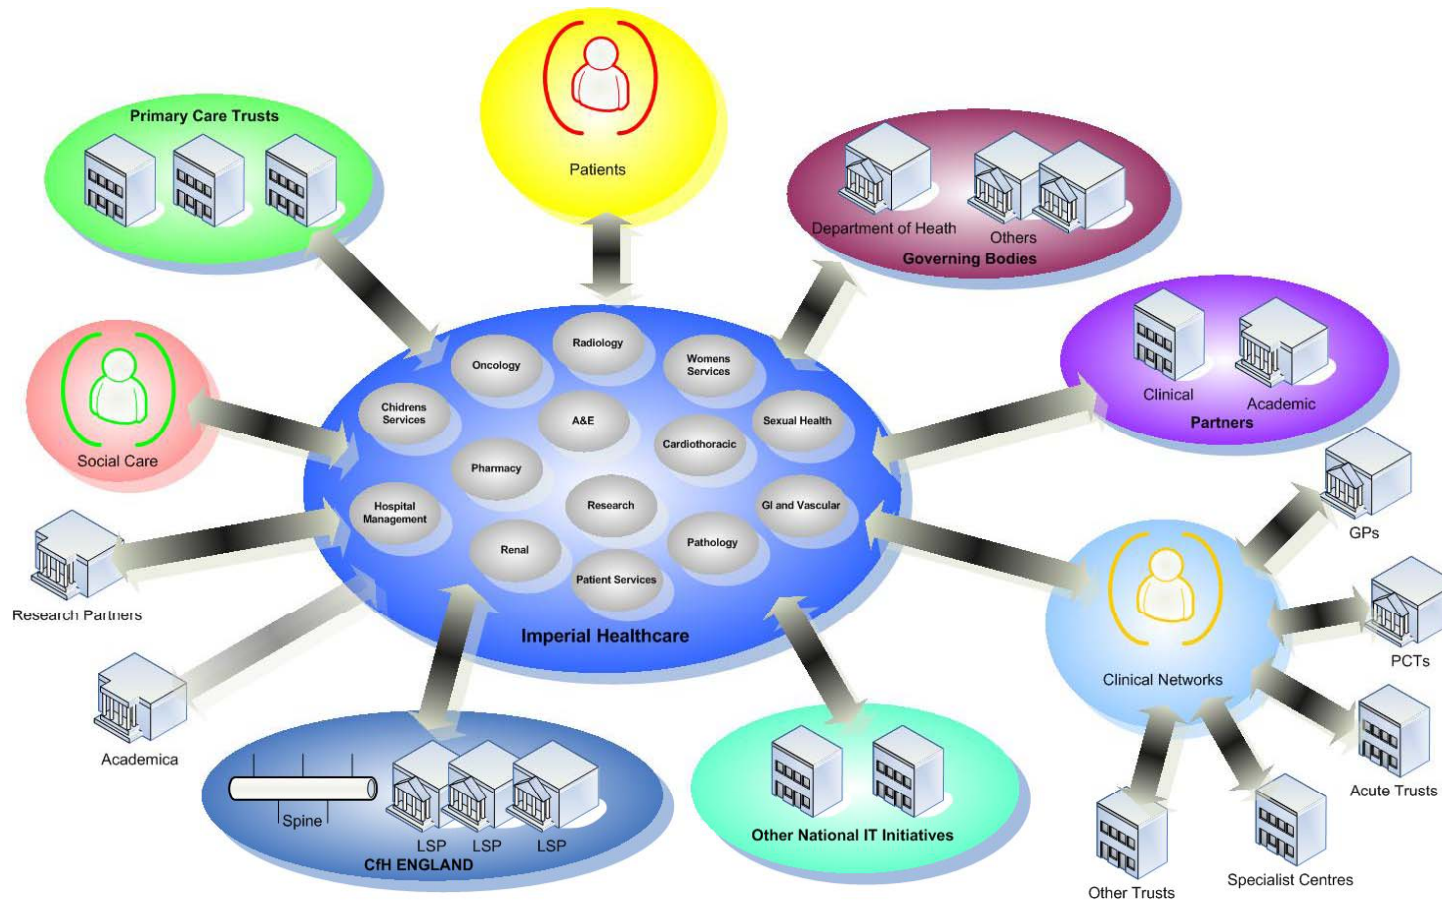 Primary Care Trusts
Patients
Department of Heath
Others
Governing Bodies
Clinical
Academic
Partners
Social Care
Research Partners
Academica
Radiology
Oncology
Womens
Services
Chidrens
Services
A&E
Sexual Health
Cardiothoracic
Pharmacy
Hospital
Management
Research
GI and Vascular
Renal
Pathology
Patient Services
Imperial Healthcare
GPs
PCTs
Clinical Networks
Acute Trusts
Specialist Centres
Other Trusts
Spine
LSP
LSP
LSP
CfH ENGLAND
Other National IT Initiatives